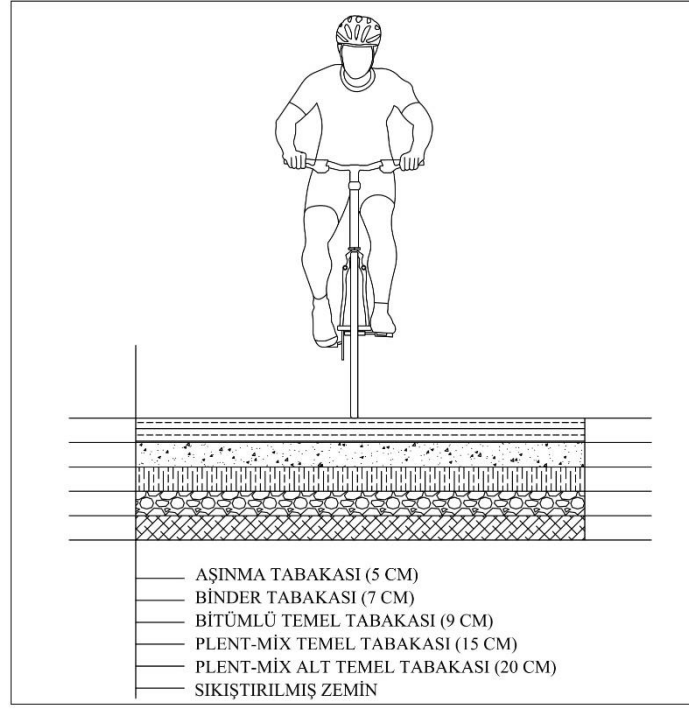 AŞINMA TABAKASI (5 CM)
BİNDER TABAKASI (7 CM)
BİTÜMLÜ TEMEL TABAKASI (9 CM)
PLENT-MİX TEMEL TABAKASI (15 CM)
PLENT-MİX ALT TEMEL TABAKASI (20 CM)
SIKIŞTIRILMIŞ ZEMİN